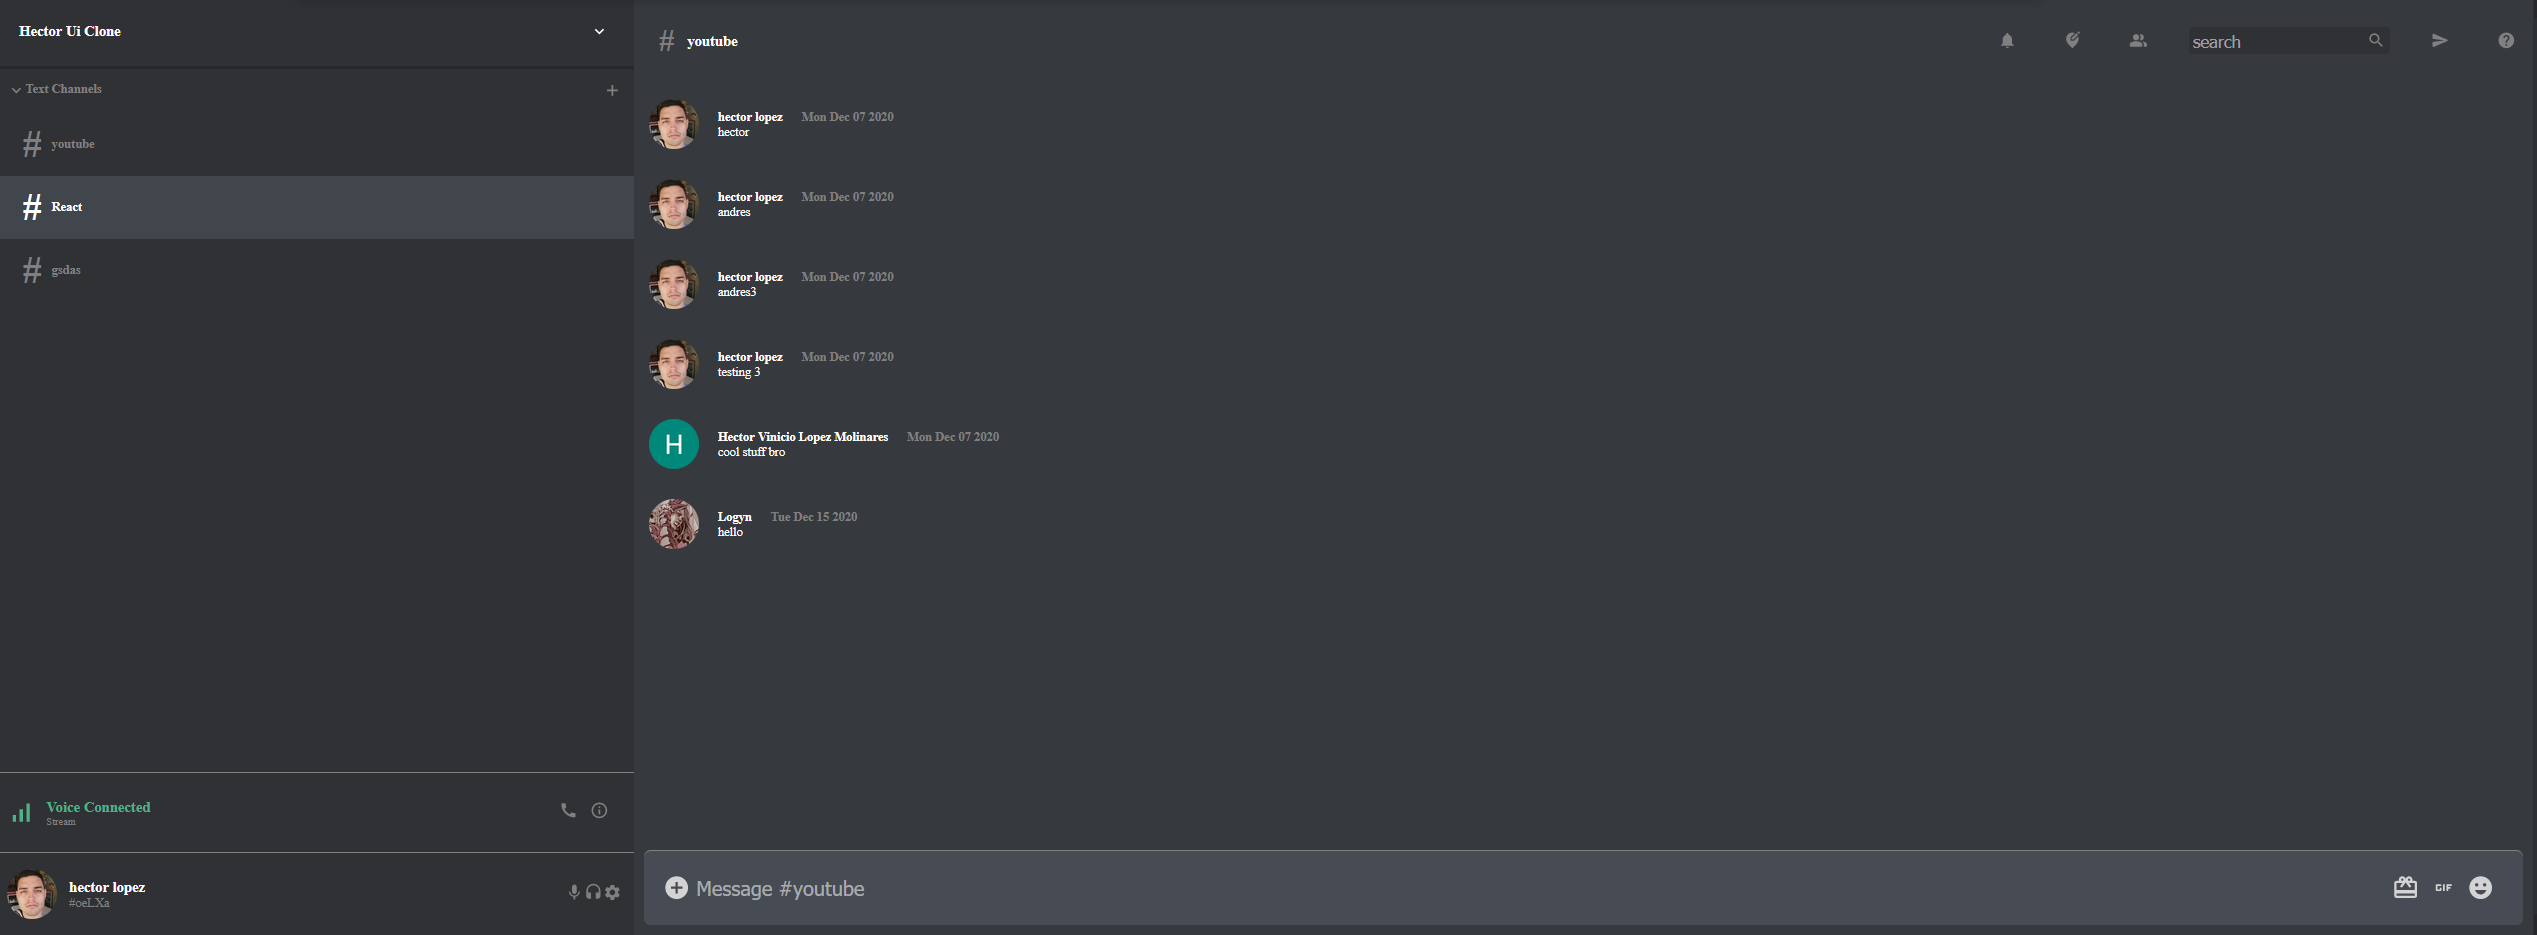 Hector Ui Clone
Text Channels
# youtube
# React
# gsdas
Voice Connected
Stream
hector lopez
#oeLXa
# youtube
search
hector lopez Mon Dec 07 2020
hector
hector lopez Mon Dec 07 2020
andres
hector lopez Mon Dec 07 2020
andres3
hector lopez Mon Dec 07 2020
testing 3
H
Hector Vinicio Lopez Molinares Mon Dec 07 2020
cool stuff bro
Logyn Tue Dec 15 2020
hello
Message #youtube
GIF